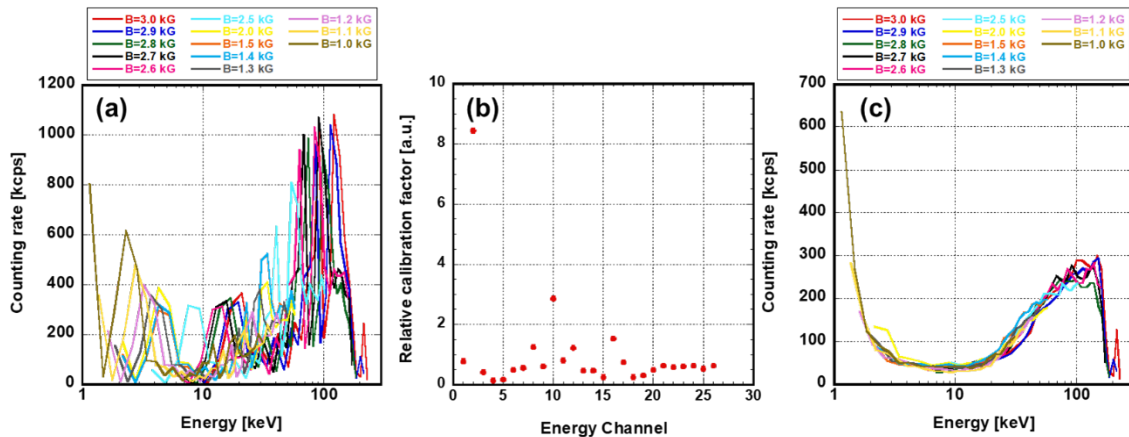 B=3.0 kG B=2.5 kG B=1.2 kG
B=2.9 kG B=2.0 kG B=1.1 kG
B=2.8 kG B=1.5 kG B=1.0 kG
B=2.7 kG B=1.4 kG
B=2.6 kG B=1.3 kG
(a)
Counting rate [kcps]
1200
1000
800
600
400
200
0
1 10 100
Energy [keV]
(b)
Relative calibration factor [a.u.]
10
8
6
4
2
0
0 5 10 15 20 25 30
Energy Channel
B=3.0 kG B=2.5 kG B=1.2 kG
B=2.9 kG B=2.0 kG B=1.1 kG
B=2.8 kG B=1.5 kG B=1.0 kG
B=2.7 kG B=1.4 kG
B=2.6 kG B=1.3 kG
(c)
Counting rate [kcps]
700
600
500
400
300
200
100
0
1 10 100
Energy [keV]